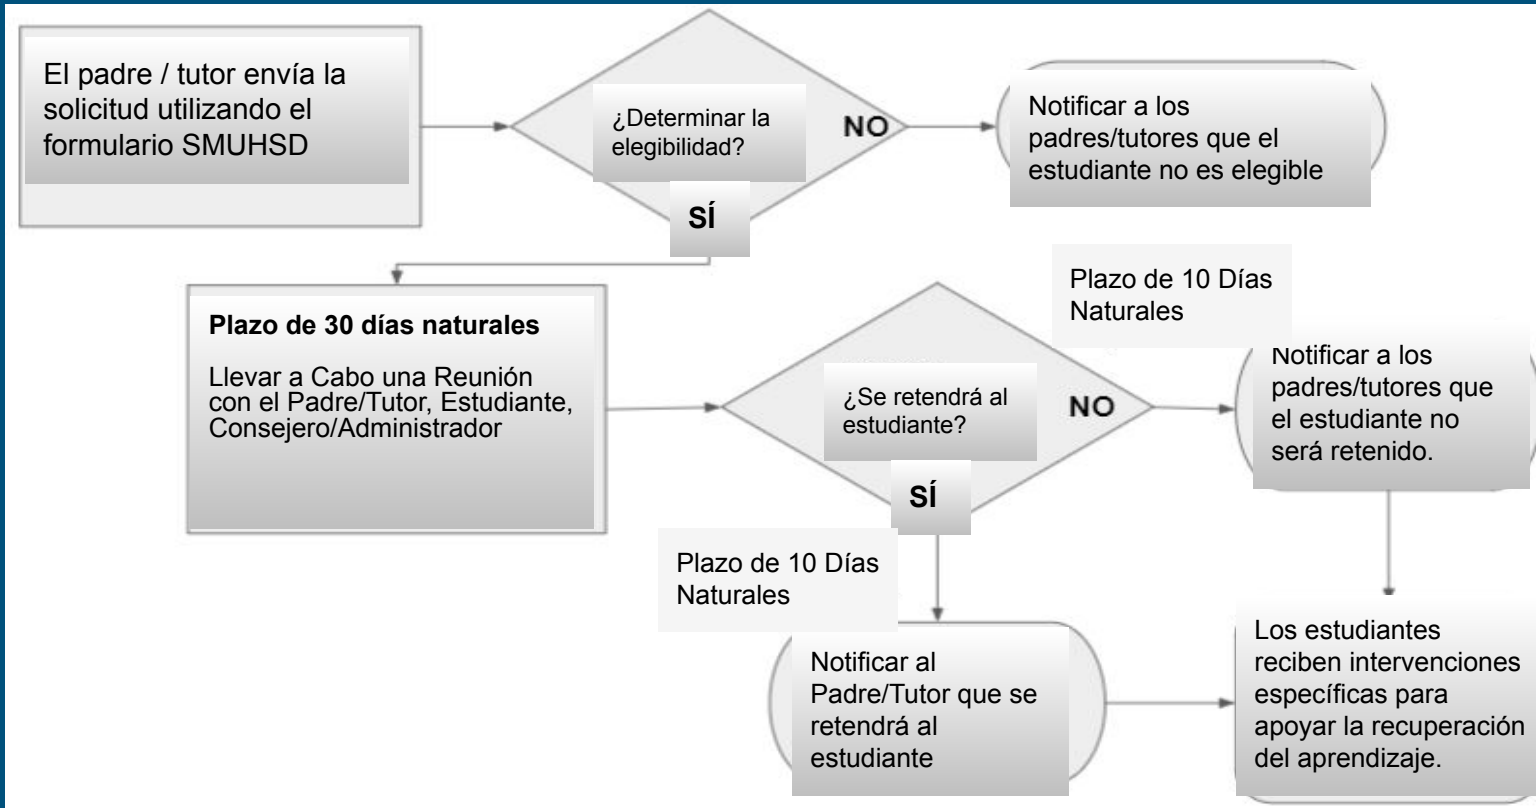 El padre / tutor envía la
solicitud utilizando el
formulario SMUHSD
¿Determinar la
elegibilidad?
NO
SÍ
Notificar a los
padres/tutores que el
estudiante no es elegible
Plazo de 30 días naturales
Llevar a Cabo una Reunión
con el Padre/Tutor, Estudiante,
Consejero/Administrador
¿Se retendrá al
estudiante?
NO
SÍ
Plazo de 10 Días
Naturales
Notificar a los
padres/tutores que
el estudiante no
será retenido.
Plazo de 10 Días
Naturales
Notificar al
Padre/Tutor que se
retendrá al
estudiante
Los estudiantes
reciben intervenciones
específicas para
apoyar la recuperación
del aprendizaje.